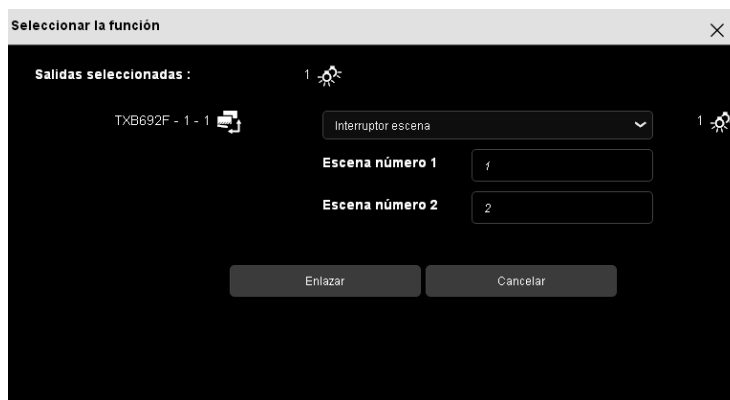 Seleccionar la función
Salidas seleccionadas : 1
TXB692F - 1 - 1 Interruptor escena 1
Escena número 1 1
Escena número 2 2
Enlazar Cancelar